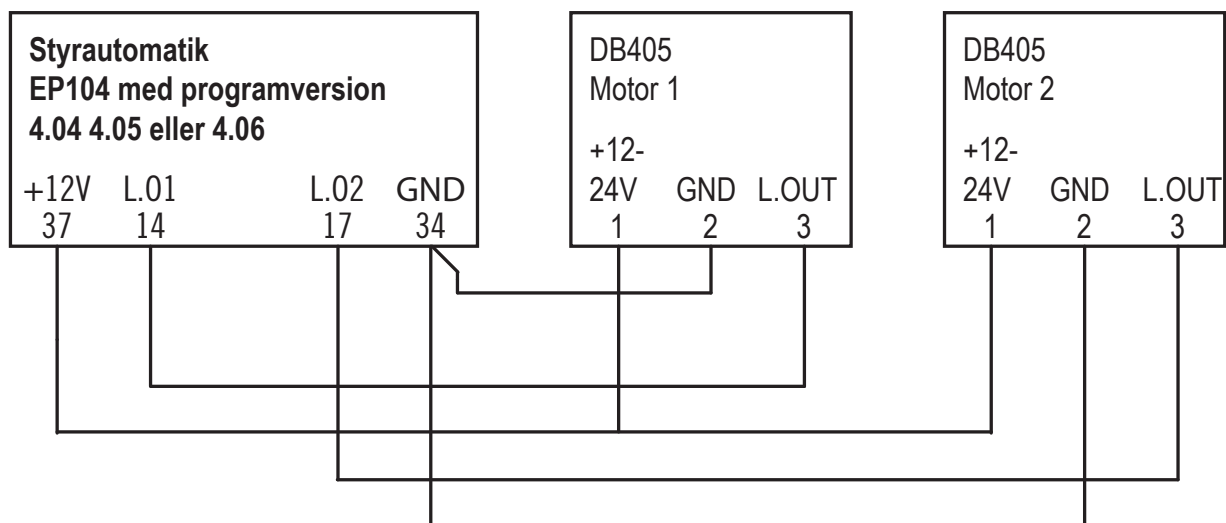 Styrautomatik
EP104 med programversion
4.04 4.05 eller 4.06
+12V L.01 L.02 GND
37 14 17 34
DB405
Motor 1
+12-
24V GND L.OUT
1 2 3
DB405
Motor 2
+12-
24V GND L.OUT
1 2 3